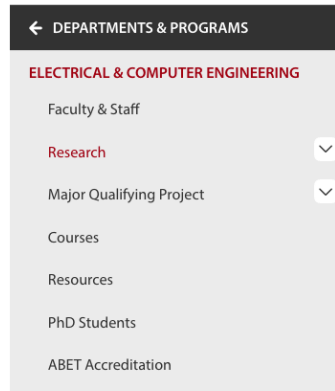 DEPARTMENTS & PROGRAMS
ELECTRICAL & COMPUTER ENGINEERING
Faculty & Staff
Research
Major Qualifying Project
Courses
Resources
PhD Students
ABET Accreditation